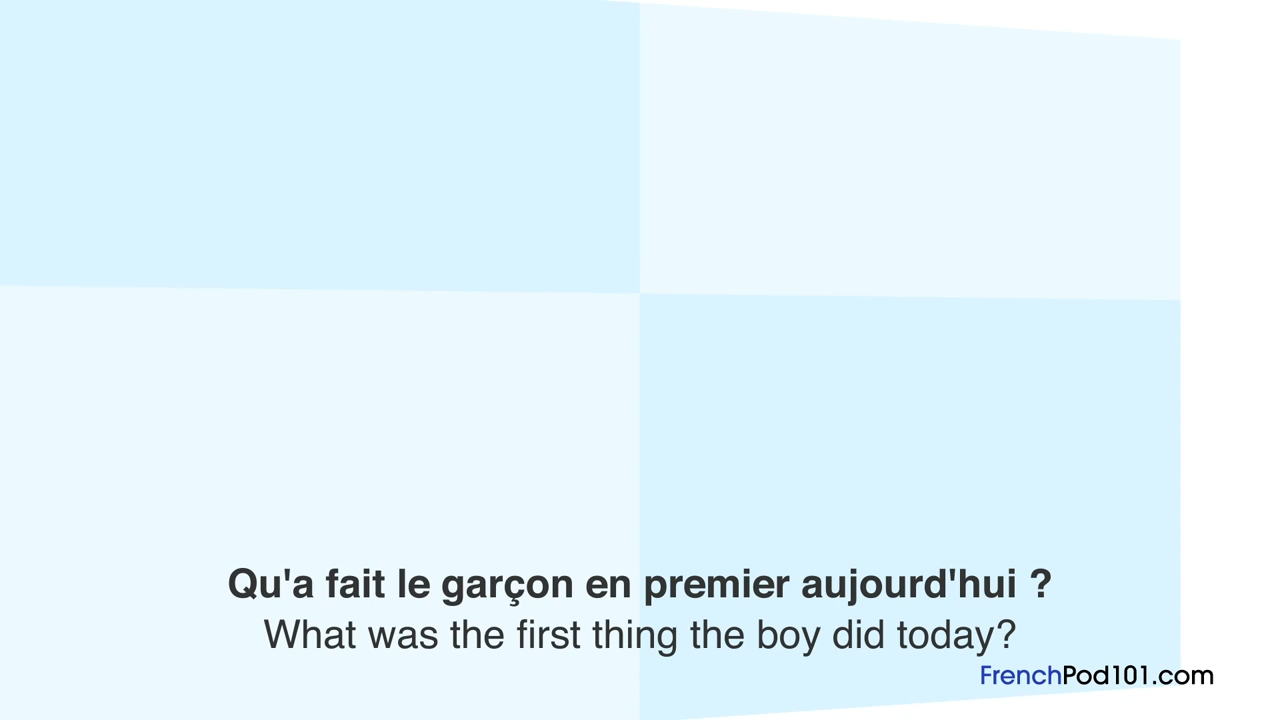 Qu'a fait le garçon en premier aujourd'hui ?
What was the first thing the boy did today?
FrenchPod101.com